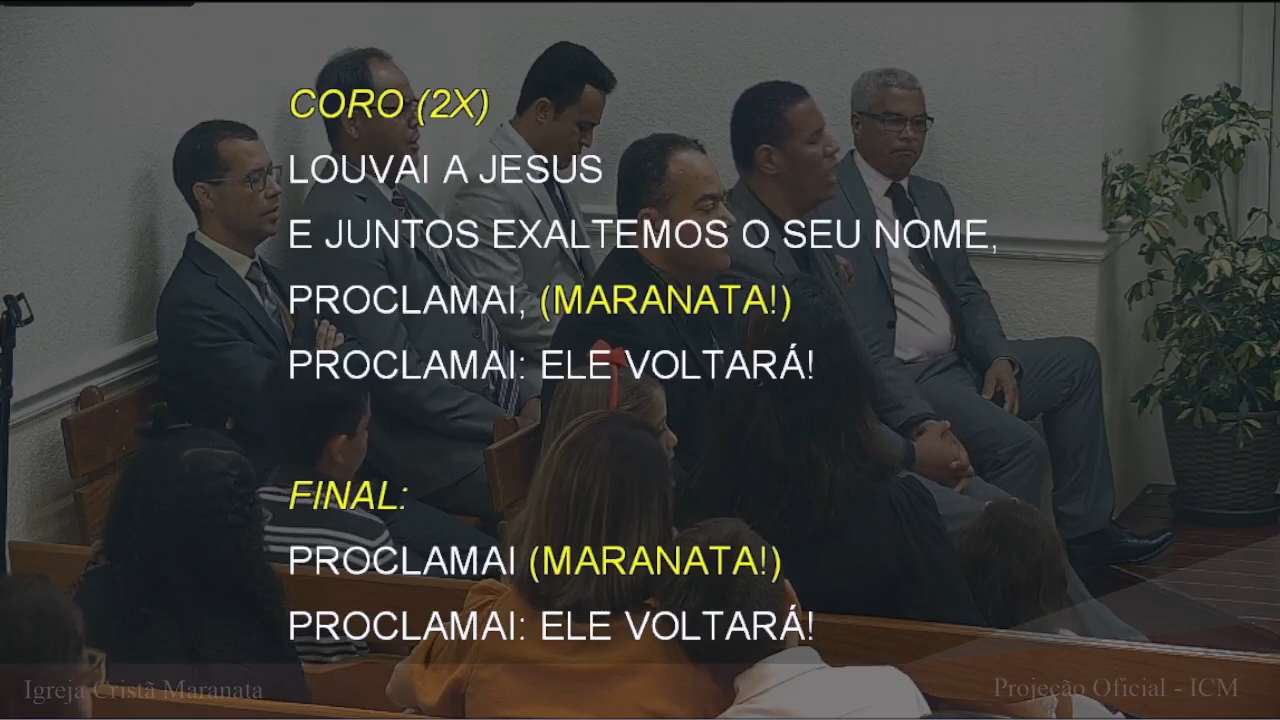 CORO (2X)
LOUVAI A JESUS
E JUNTOS EXALTEMOS O SEU NOME,
PROCLAMAI, (MARANATA!)
PROCLAMAI: ELE VOLTARÁ!
FINAL:
PROCLAMAI (MARANATA!)
PROCLAMAI: ELE VOLTARÁ!
Igreja Cristã Maranata
Projeção Oficial - ICM